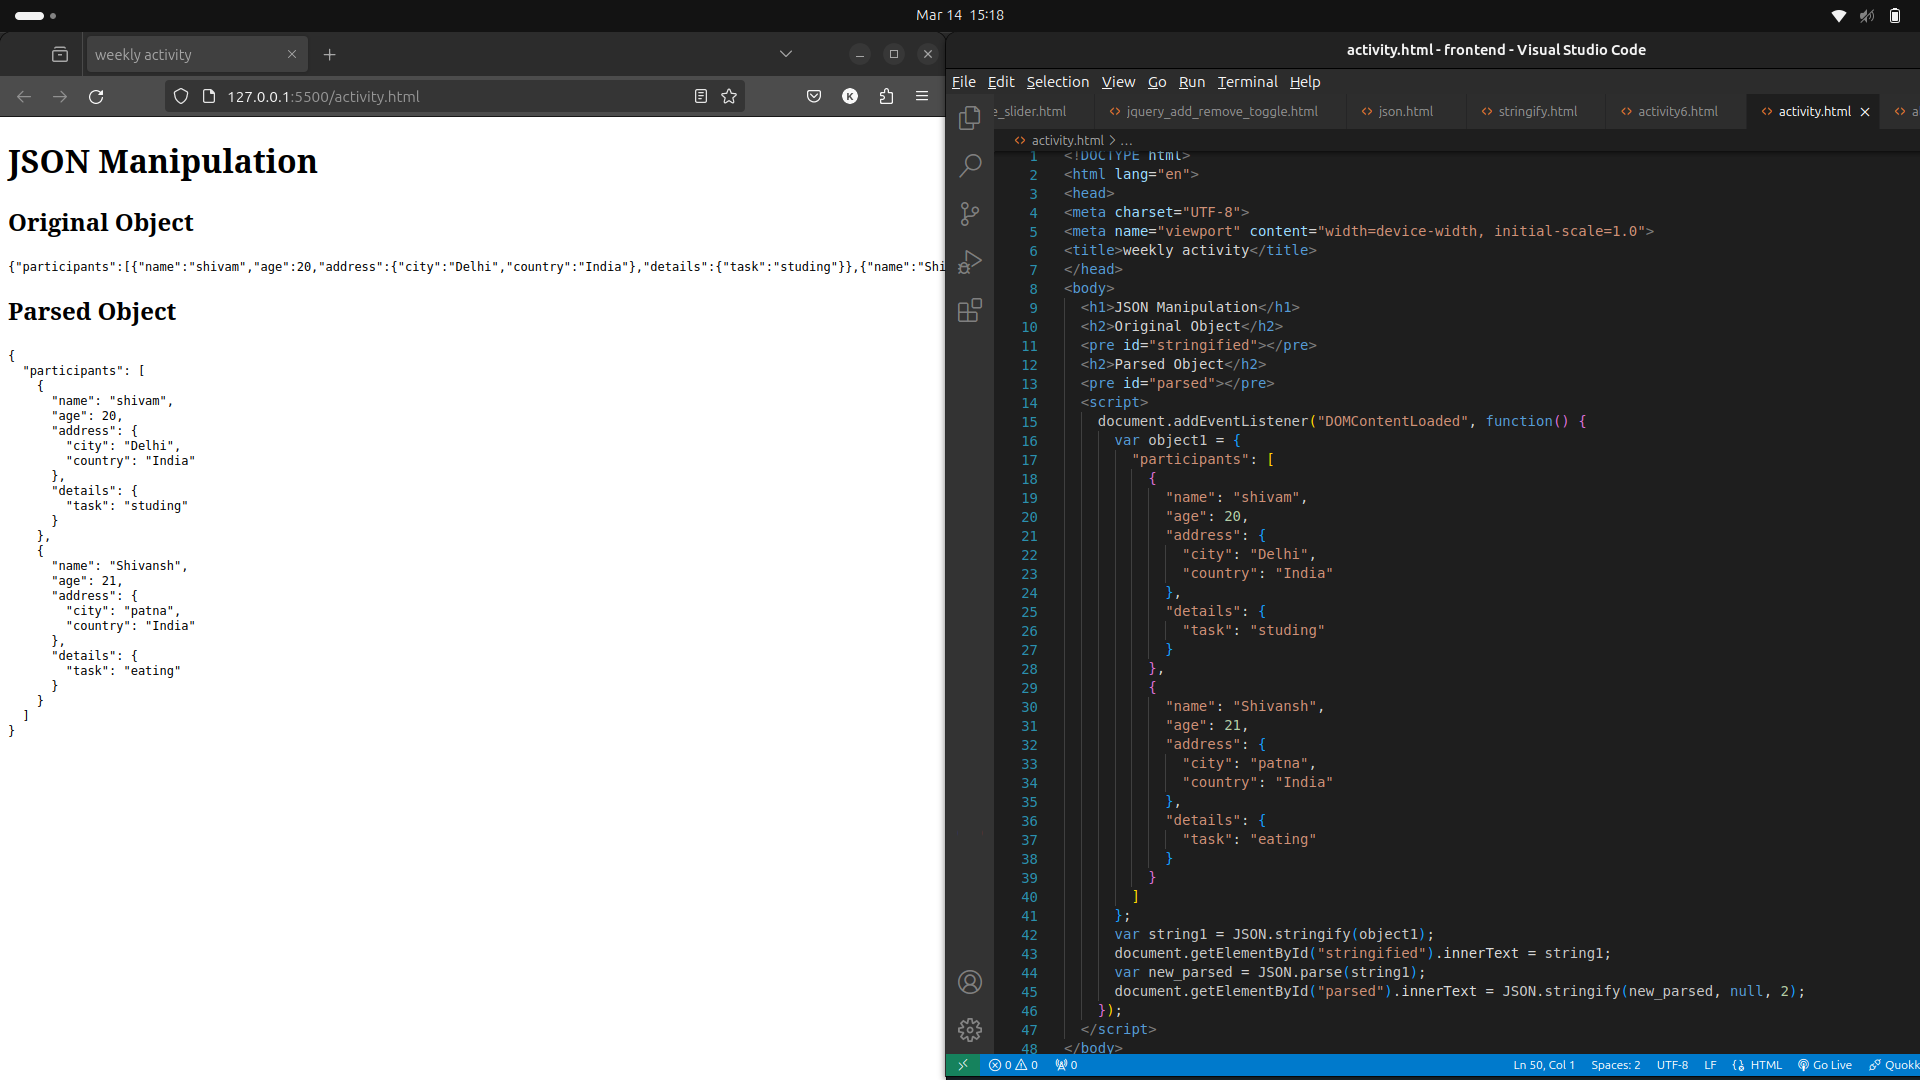 Mar 14 15:18
weekly activity
127.0.0.1:5500/activity.html
K
JSON Manipulation
Original Object
{"participants":[{"name":"shivam","age":20,"address":{"city":"Delhi","country":"India"},"details":{"task":"studing"}},{"name":"Shi
Parsed Object
{
"participants": [
{
"name": "shivam",
"age": 20,
"address": {
"city": "Delhi",
"country": "India"
},
"details": {
"task": "studing"
}
},
{
"name": "Shivansh",
"age": 21,
"address": {
"city": "patna",
"country": "India"
},
"details": {
"task": "eating"
}
}
]
}
activity.html - frontend - Visual Studio Code
File Edit Selection View Go Run Terminal Help
e_slider.html jquery_add_remove_toggle.html json.html stringify.html activity6.html activity.html a
activity.html > ...
1 <!DOCTYPE html>
2 <html lang="en">
3 <head>
4 <meta charset="UTF-8">
5 <meta name="viewport" content="width=device-width, initial-scale=1.0">
6 <title>weekly activity</title>
7 </head>
8 <body>
9 <h1>JSON Manipulation</h1>
10 <h2>Original Object</h2>
11 <pre id="stringified"></pre>
12 <h2>Parsed Object</h2>
13 <pre id="parsed"></pre>
14 <script>
15 document.addEventListener("DOMContentLoaded", function() {
16 var object1 = {
17 "participants": [
18 {
19 "name": "shivam",
20 "age": 20,
21 "address": {
22 "city": "Delhi",
23 "country": "India"
24 },
25 "details": {
26 "task": "studing"
27 }
28 },
29 {
30 "name": "Shivansh",
31 "age": 21,
32 "address": {
33 "city": "patna",
34 "country": "India"
35 },
36 "details": {
37 "task": "eating"
38 }
39 }
40 ]
41 };
42 var string1 = JSON.stringify(object1);
43 document.getElementById("stringified").innerText = string1;
44 var new_parsed = JSON.parse(string1);
45 document.getElementById("parsed").innerText = JSON.stringify(new_parsed, null, 2);
46 });
47 </script>
48 </body>
0 0 0 Ln 50, Col 1 Spaces: 2 UTF-8 LF HTML Go Live Quokk